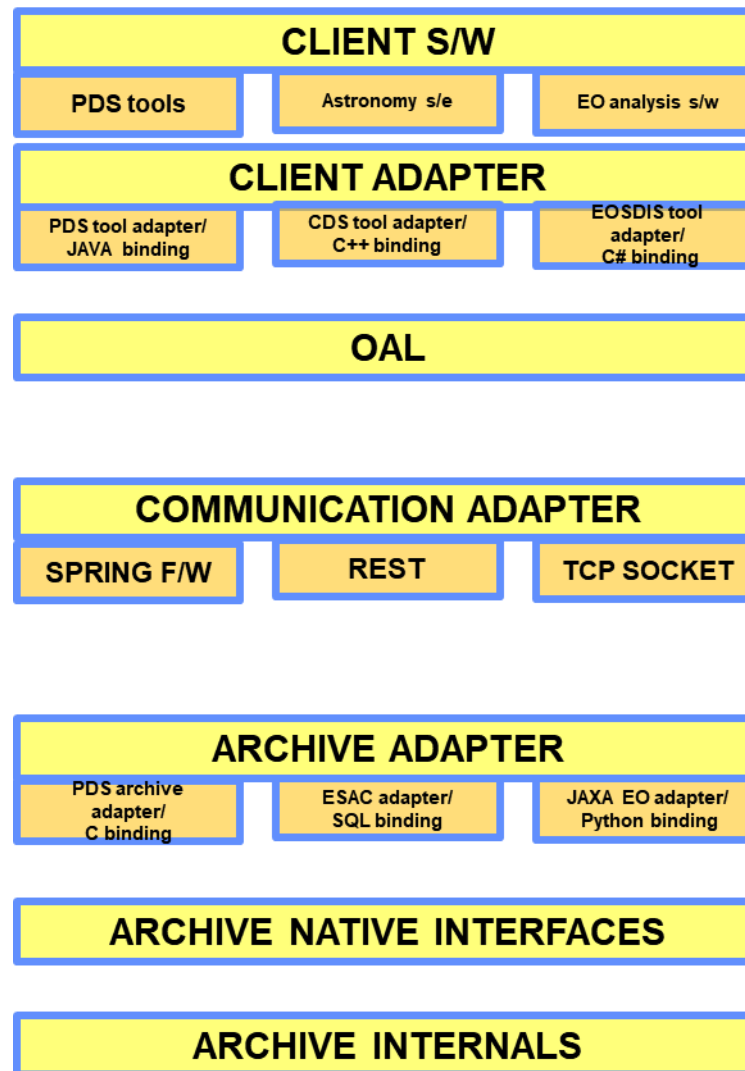 CLIENT S/W
PDS tools
Astronomy s/e
EO analysis s/w
CLIENT ADAPTER
PDS tool adapter/
JAVA binding
CDS tool adapter/
C++ binding
EOSDIS tool
adapter/
C# binding
OAL
COMMUNICATION ADAPTER
SPRING F/W
REST
TCP SOCKET
ARCHIVE ADAPTER
PDS archive
adapter/
C binding
ESAC adapter/
SQL binding
JAXA EO adapter/
Python binding
ARCHIVE NATIVE INTERFACES
ARCHIVE INTERNALS